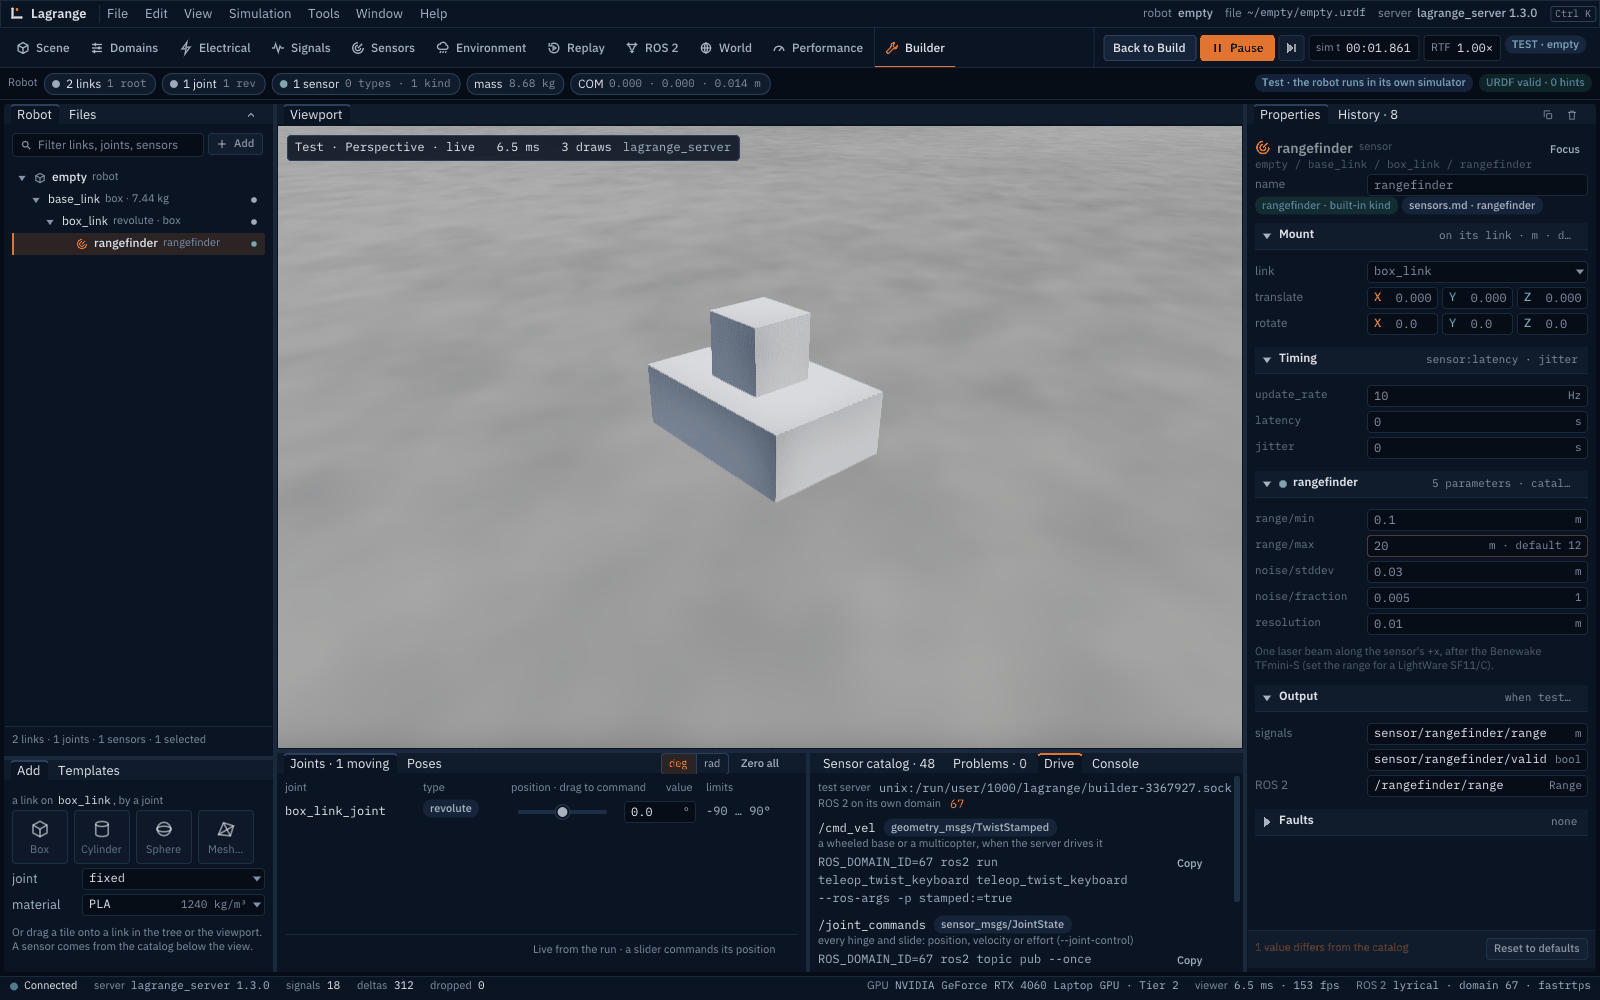 Lagrange File Edit View Simulation Tools Window Help robot empty file ~/empty/empty.urdf server lagrange_server 1.3.0 Ctrl K
Scene Domains Electrical Signals Sensors Environment Replay ROS 2 World Performance Builder Back to Build Pause sim t 00:01.861 RTF 1.00× TEST · empty
Robot 2 links 1 root 1 joint 1 rev 1 sensor 0 types · 1 kind mass 8.68 kg COM 0.000 · 0.000 · 0.014 m Test · the robot runs in its own simulator URDF valid · 0 hints
Robot Files
Filter links, joints, sensors + Add
empty robot
base_link box · 7.44 kg
box_link revolute · box
rangefinder rangefinder
2 links · 1 joints · 1 sensors · 1 selected
Add Templates
a link on box_link, by a joint
Box Cylinder Sphere Mesh...
joint fixed
material PLA 1240 kg/m³
Or drag a tile onto a link in the tree or the viewport.
A sensor comes from the catalog below the view.
Viewport
Test · Perspective · live 6.5 ms 3 draws lagrange_server
Joints · 1 moving Poses deg rad Zero all
joint type position · drag to command value limits
box_link_joint revolute 0.0 ° -90 … 90°
Live from the run · a slider commands its position
Sensor catalog · 48 Problems · 0 Drive Console
test server unix:/run/user/1000/lagrange/builder-3367927.sock
ROS 2 on its own domain 67
/cmd_vel geometry_msgs/TwistStamped
a wheeled base or a multicopter, when the server drives it
ROS_DOMAIN_ID=67 ros2 run Copy
teleop_twist_keyboard teleop_twist_keyboard
--ros-args -p stamped:=true
/joint_commands sensor_msgs/JointState
every hinge and slide: position, velocity or effort (--joint-control)
ROS_DOMAIN_ID=67 ros2 topic pub --once Copy
Properties History · 8
rangefinder sensor Focus
empty / base_link / box_link / rangefinder
name rangefinder
rangefinder · built-in kind sensors.md · rangefinder
Mount on its link · m · d…
link box_link
translate X 0.000 Y 0.000 Z 0.000
rotate X 0.0 Y 0.0 Z 0.0
Timing sensor:latency · jitter
update_rate 10 Hz
latency 0 s
jitter 0 s
rangefinder 5 parameters · catal…
range/min 0.1 m
range/max 20 m · default 12
noise/stddev 0.03 m
noise/fraction 0.005 1
resolution 0.01 m
One laser beam along the sensor's +x, after the Benewake
TFmini-S (set the range for a LightWare SF11/C).
Output when test…
signals sensor/rangefinder/range m
sensor/rangefinder/valid bool
ROS 2 /rangefinder/range Range
Faults none
1 value differs from the catalog Reset to defaults
Connected server lagrange_server 1.3.0 signals 18 deltas 312 dropped 0 GPU NVIDIA GeForce RTX 4060 Laptop GPU · Tier 2 viewer 6.5 ms · 153 fps ROS 2 lyrical · domain 67 · fastrtps